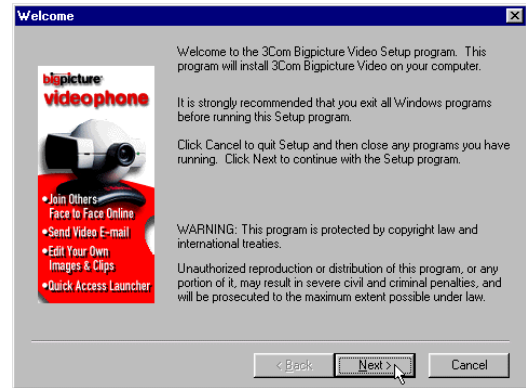 Welcome
bigpicture
videophone
•Join Others
Face to Face Online
•Send Video E-mail
•Edit Your Own
Images & Clips
•Quick Access Launcher
Welcome to the 3Com Bigpicture Video Setup program. This
program will install 3Com Bigpicture Video on your computer.
It is strongly recommended that you exit all Windows programs
before running this Setup program.
Click Cancel to quit Setup and then close any programs you have
running. Click Next to continue with the Setup program.
WARNING: This program is protected by copyright law and
international treaties.
Unauthorized reproduction or distribution of this program, or any
portion of it, may result in severe civil and criminal penalties, and
will be prosecuted to the maximum extent possible under law.
< Back
Next >
Cancel